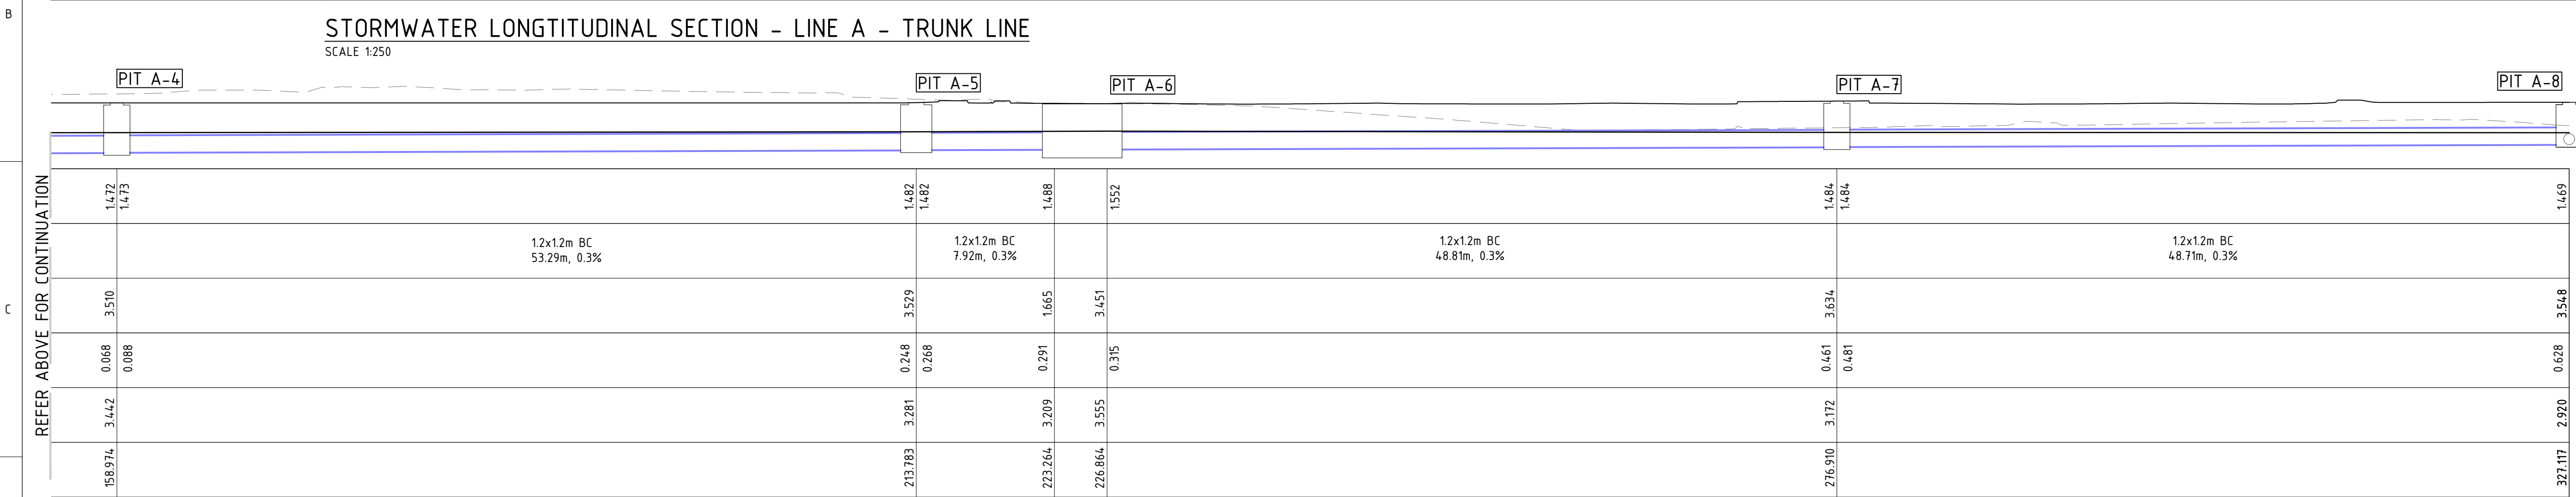 B
STORMWATER LONGTITUDINAL SECTION - LINE A - TRUNK LINE
SCALE 1:250
PIT A-4
PIT A-5
PIT A-6
PIT A-7
PIT A-8
C
REFER ABOVE FOR CONTINUATION
1.472 1.473 1.482 1.482 1.488 1.552 1.484 1.484 1.469
1.2x1.2m BC
53.29m, 0.3%
1.2x1.2m BC
7.92m, 0.3%
1.2x1.2m BC
48.81m, 0.3%
1.2x1.2m BC
48.71m, 0.3%
3.510 3.529 1.665 3.451 3.634 3.548
0.068 0.088 0.248 0.268 0.291 0.315 0.461 0.481 0.628
3.442 3.281 3.209 3.555 3.172 2.920
158.974 213.783 223.264 226.864 276.910 327.117